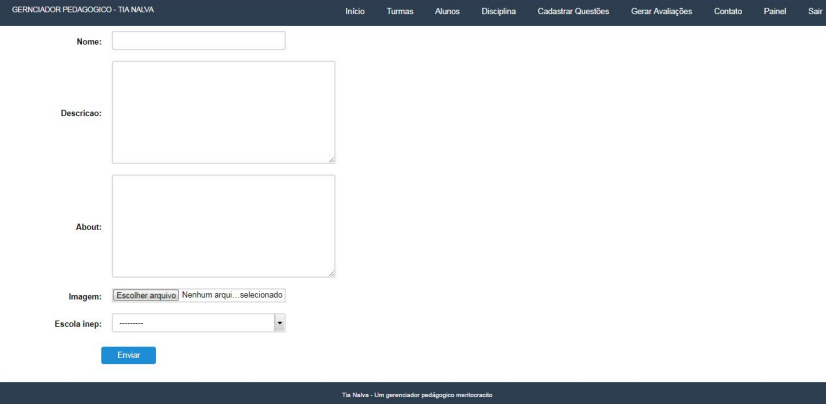 GERNCIADOR PEDAGOGICO - TIA NALVA Início Turmas Alunos Disciplina Cadastrar Questões Gerar Avaliações Contato Painel Sair
Nome:
Descricao:
About:
Imagem: Escolher arquivo Nenhum arqui...selecionado
Escola inep: ---------
Enviar
Tia Nalva - Um gerenciador pedágogico meritocracito